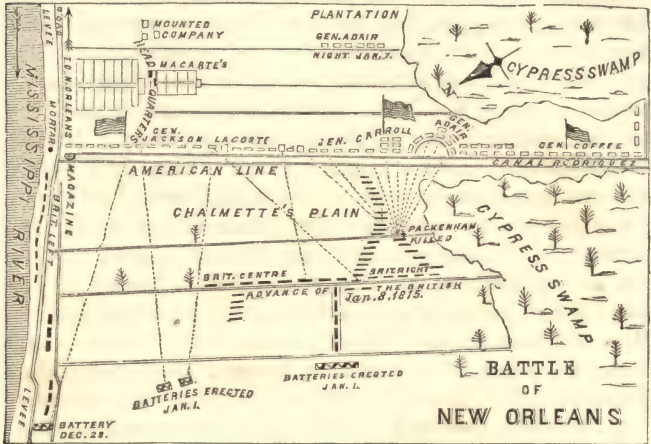 LEVEE
ROAD
TO N. ORLEANS
MISSISSIPPI RIVER
MORTAR
MAGAZINE
BRIT. LEFT
MOUNTED
COMPANY
PLANTATION
GEN. ADAIR
NIGHT JAN. 7.
HEAD QUARTERS
MACARTE'S
N
CYPRESS SWAMP
GEN.
JACKSON
LACOSTE
GEN. CARROLL
GEN.
ADAIR
GEN. COFFEE
CANAL RODRIGUEZ
AMERICAN LINE
CHALMETTE'S PLAIN
PACKENHAM
KILLED
CYPRESS SWAMP
BRIT. CENTRE
BRIT. RIGHT
ADVANCE OF THE BRITISH
Jan. 8. 1815.
BATTERIES ERECTED
JAN. 1.
BATTERIES ERECTED
JAN. 1.
LEVEE
BATTERY
DEC. 28.
BATTLE
OF
NEW ORLEANS